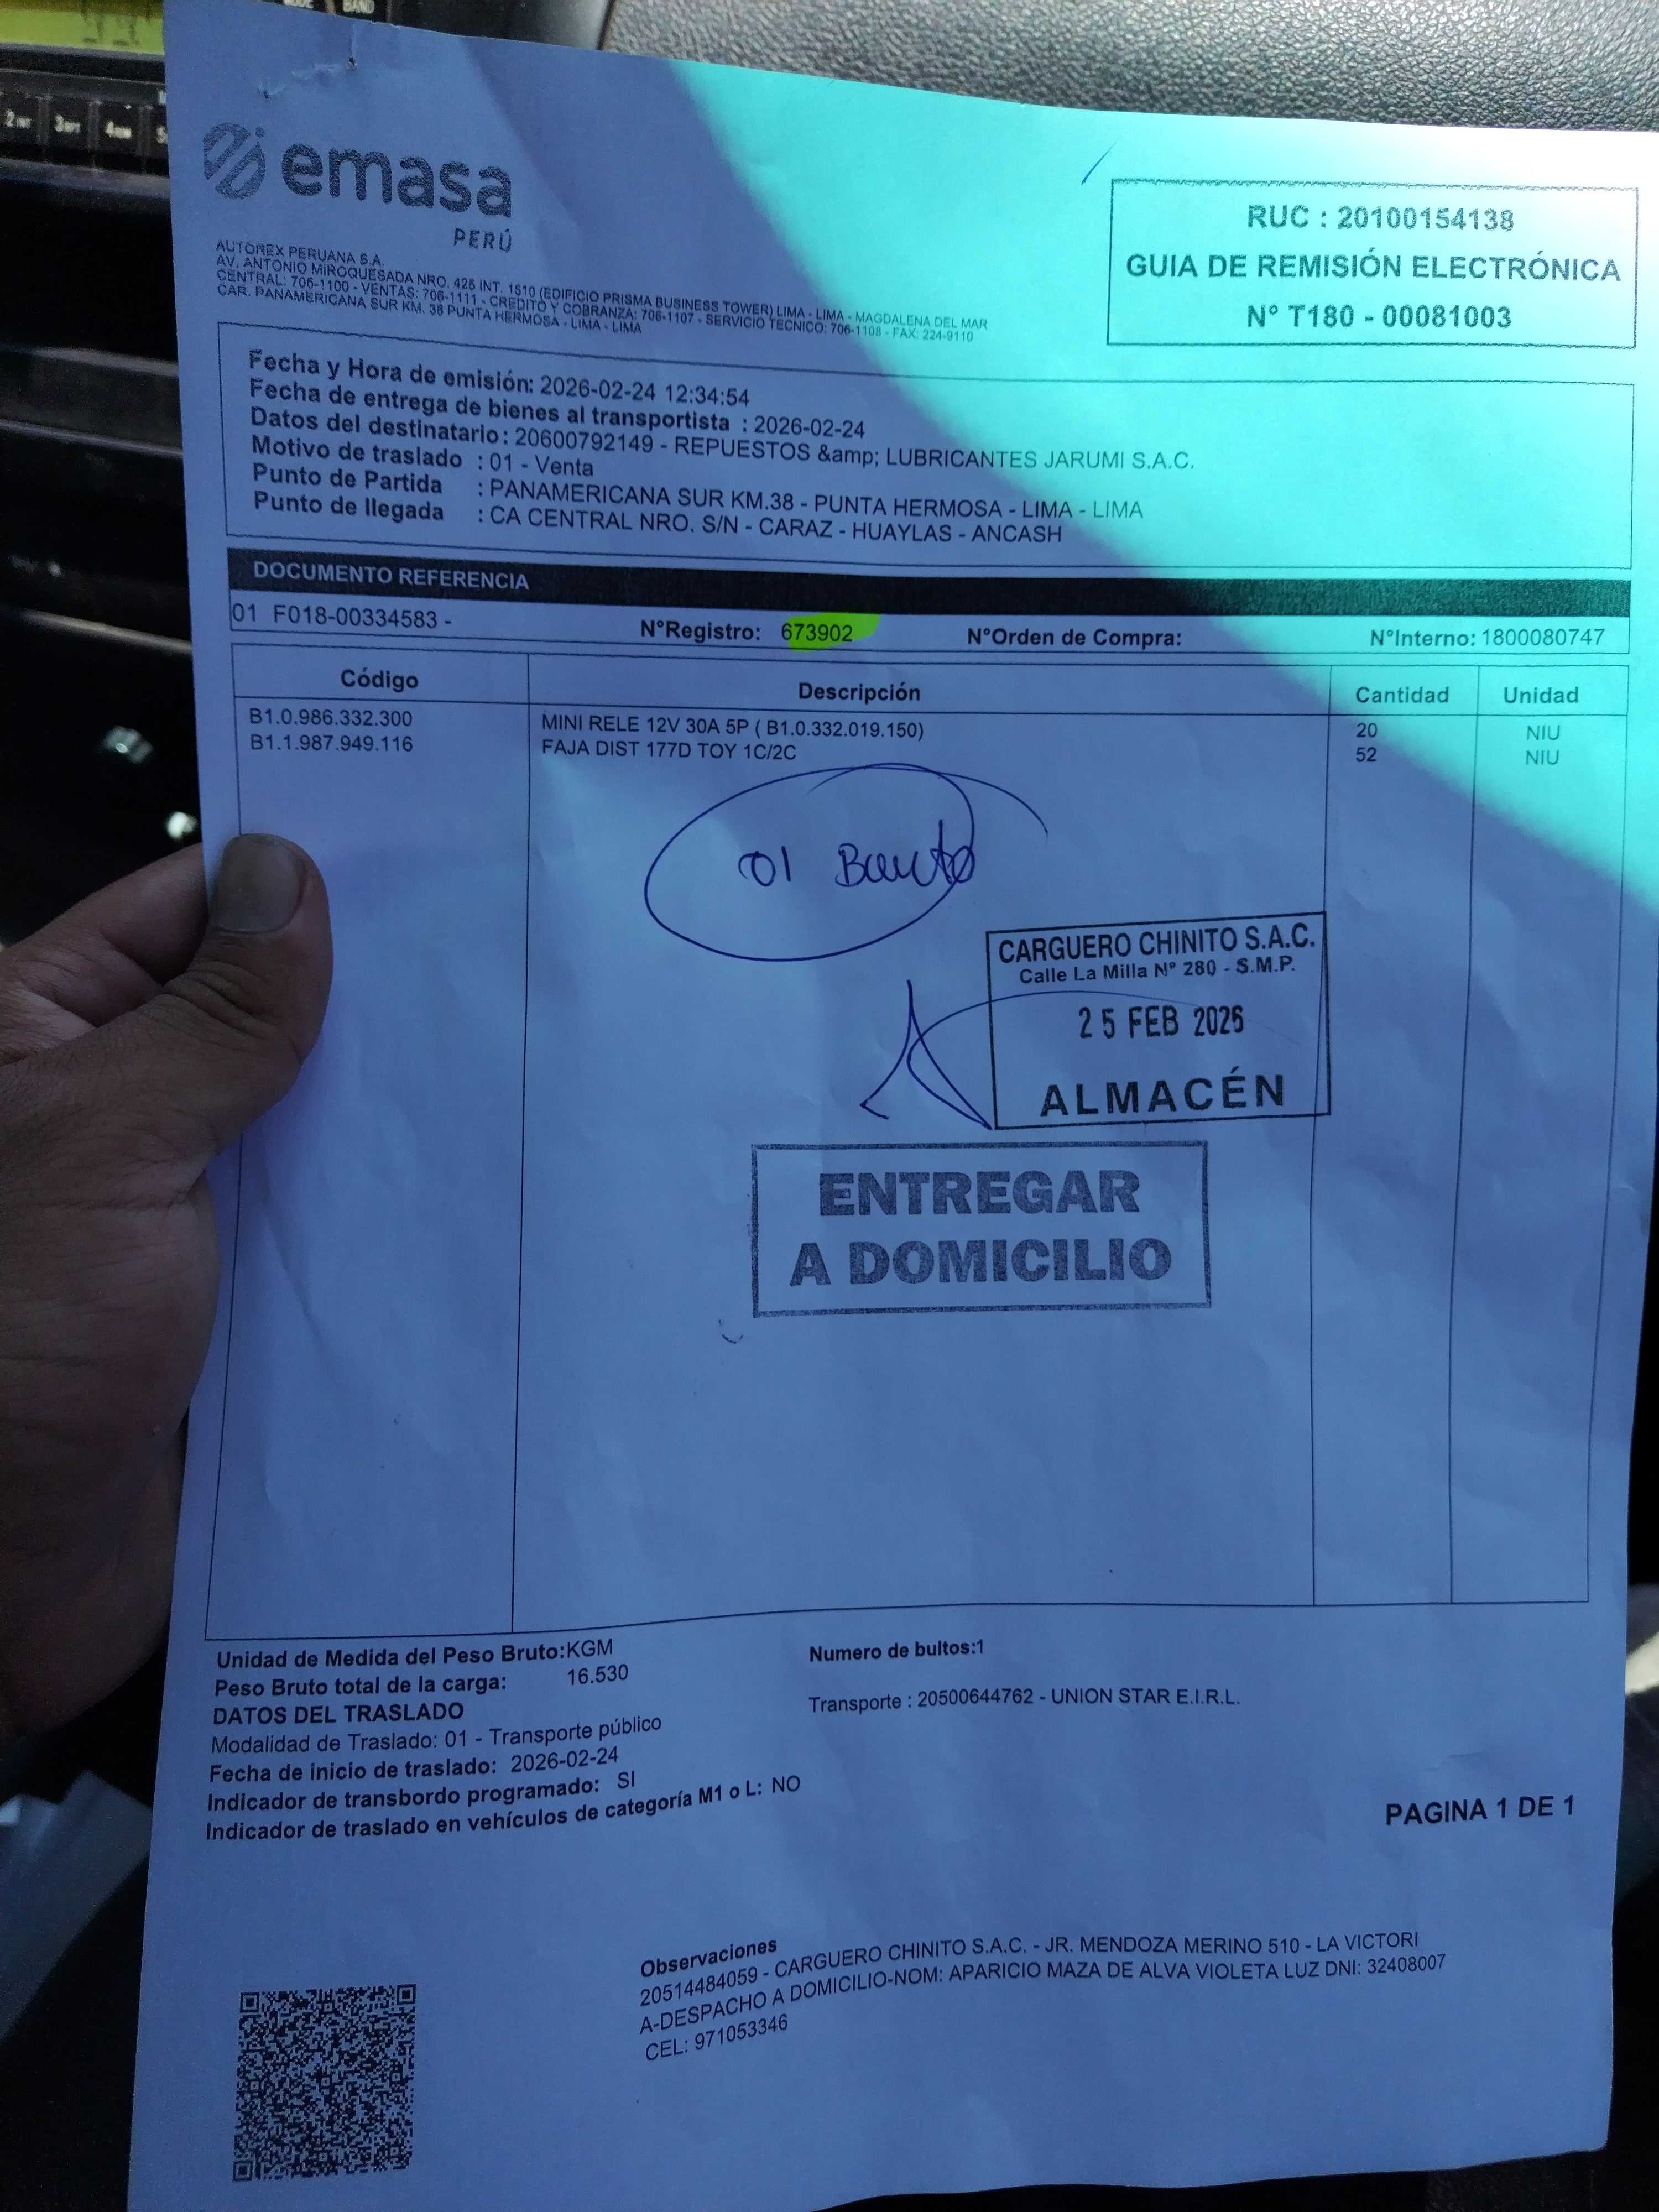 emasa
PERÚ
AUTOREX PERUANA S.A.
AV. ANTONIO MIROQUESADA NRO. 425 INT. 1510 (EDIFICIO PRISMA BUSINESS TOWER) LIMA - LIMA - MAGDALENA DEL MAR
CENTRAL: 706-1100 - VENTAS: 706-1111 - CREDITO Y COBRANZA: 706-1107 - SERVICIO TECNICO: 706-1108 - FAX: 224-9110
CAR. PANAMERICANA SUR KM. 38 PUNTA HERMOSA - LIMA - LIMA
RUC : 20100154138
GUIA DE REMISIÓN ELECTRÓNICA
N° T180 - 00081003
Fecha y Hora de emisión: 2026-02-24 12:34:54
Fecha de entrega de bienes al transportista : 2026-02-24
Datos del destinatario: 20600792149 - REPUESTOS &amp; LUBRICANTES JARUMI S.A.C.
Motivo de traslado : 01 - Venta
Punto de Partida : PANAMERICANA SUR KM.38 - PUNTA HERMOSA - LIMA - LIMA
Punto de llegada : CA CENTRAL NRO. S/N - CARAZ - HUAYLAS - ANCASH
DOCUMENTO REFERENCIA
01 F018-00334583 - N°Registro: 673902 N°Orden de Compra: N°Interno: 1800080747
Código Descripción Cantidad Unidad
B1.0.986.332.300 MINI RELE 12V 30A 5P ( B1.0.332.019.150) 20 NIU
B1.1.987.949.116 FAJA DIST 177D TOY 1C/2C 52 NIU
01
CARGUERO CHINITO S.A.C.
Calle La Milla N° 280 - S.M.P.
25 FEB 2026
ALMACÉN
ENTREGAR
A DOMICILIO
Unidad de Medida del Peso Bruto:KGM Numero de bultos:1
Peso Bruto total de la carga: 16.530
DATOS DEL TRASLADO Transporte : 20500644762 - UNION STAR E.I.R.L.
Modalidad de Traslado: 01 - Transporte público
Fecha de inicio de traslado: 2026-02-24
Indicador de transbordo programado: SI
Indicador de traslado en vehículos de categoría M1 o L: NO
PAGINA 1 DE 1
Observaciones
20514484059 - CARGUERO CHINITO S.A.C. - JR. MENDOZA MERINO 510 - LA VICTORI
A-DESPACHO A DOMICILIO-NOM: APARICIO MAZA DE ALVA VIOLETA LUZ DNI: 32408007
CEL: 971053346